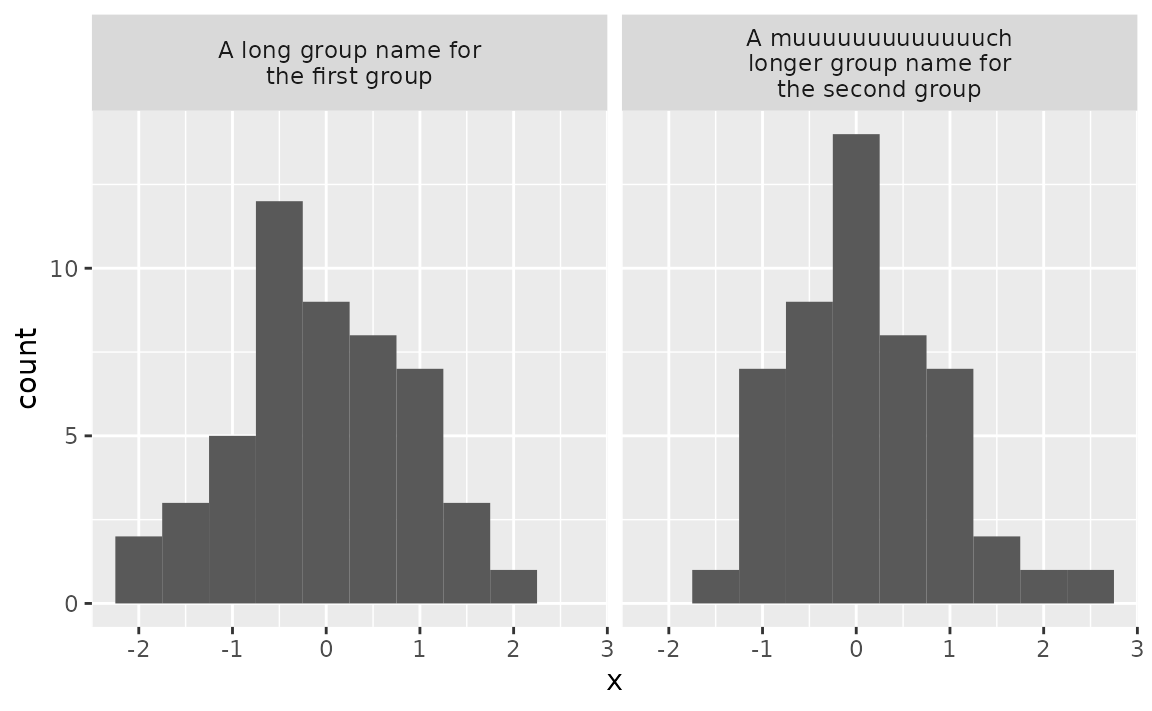 A long group name for
the first group
A muuuuuuuuuuuuuch
longer group name for
the second group
count
10
5
0
-2 -1 0 1 2 3
-2 -1 0 1 2 3
x